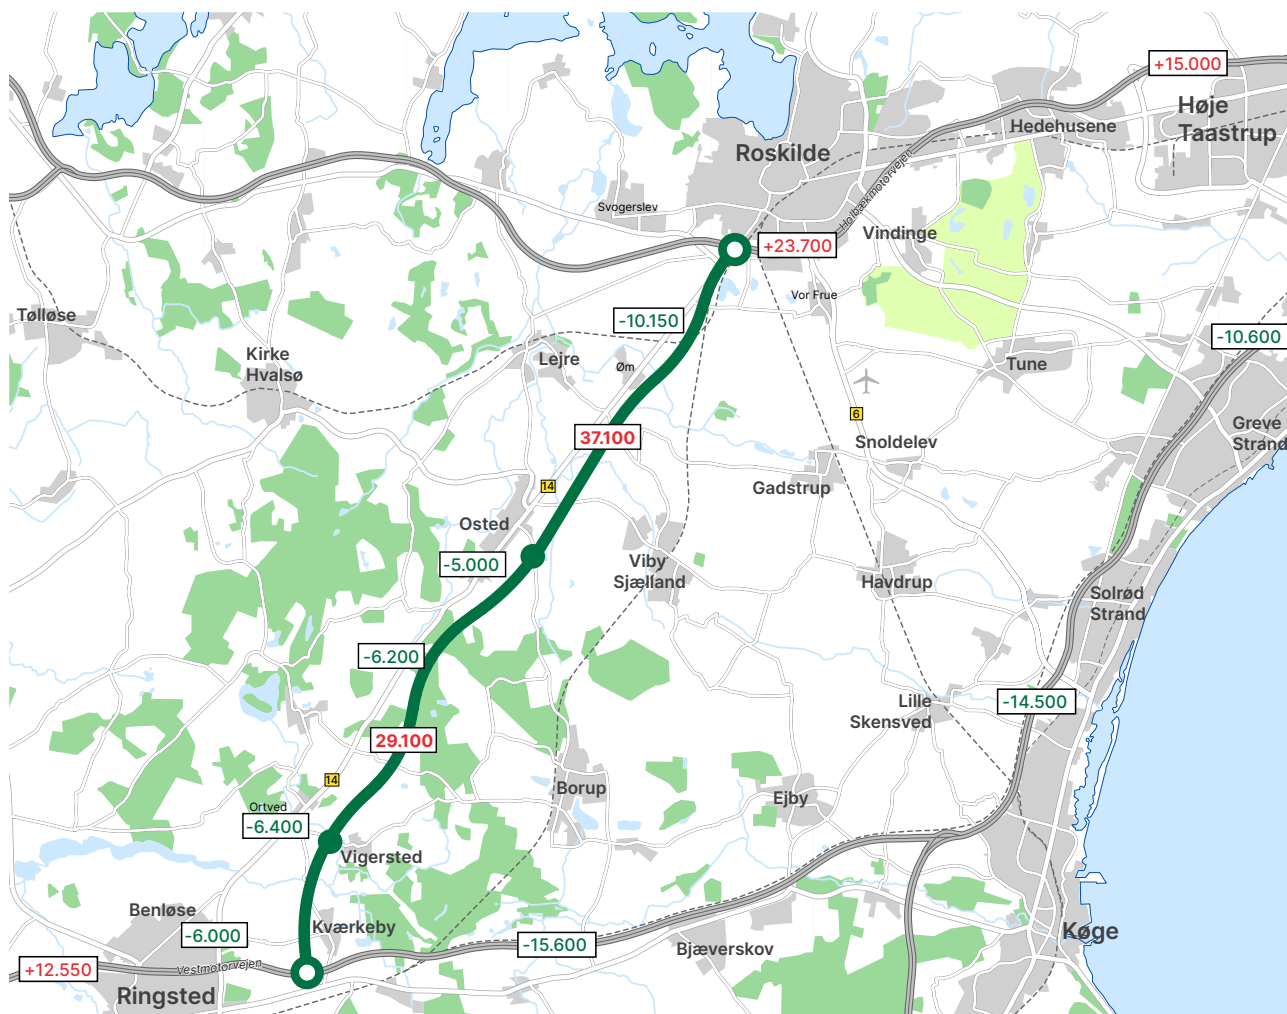 +15.000
Høje
Taastrup
Hedehusene
Roskilde
Holbækmotorvejen
Svogerslev
Vindinge
+23.700
Vor Frue
-10.150
Tølløse
-10.600
Kirke
Hvalsø
Lejre
Øm
Tune
6
Greve
Strand
37.100
Snoldelev
14
Gadstrup
Osted
-5.000
Viby
Sjælland
Havdrup
Solrød
Strand
-6.200
Lille
Skensved
-14.500
29.100
14
Borup
Ejby
Ortved
-6.400
Vigersted
Benløse
-6.000
Kværkeby
-15.600
Bjæverskov
Køge
+12.550
Vestmotorvejen
Ringsted